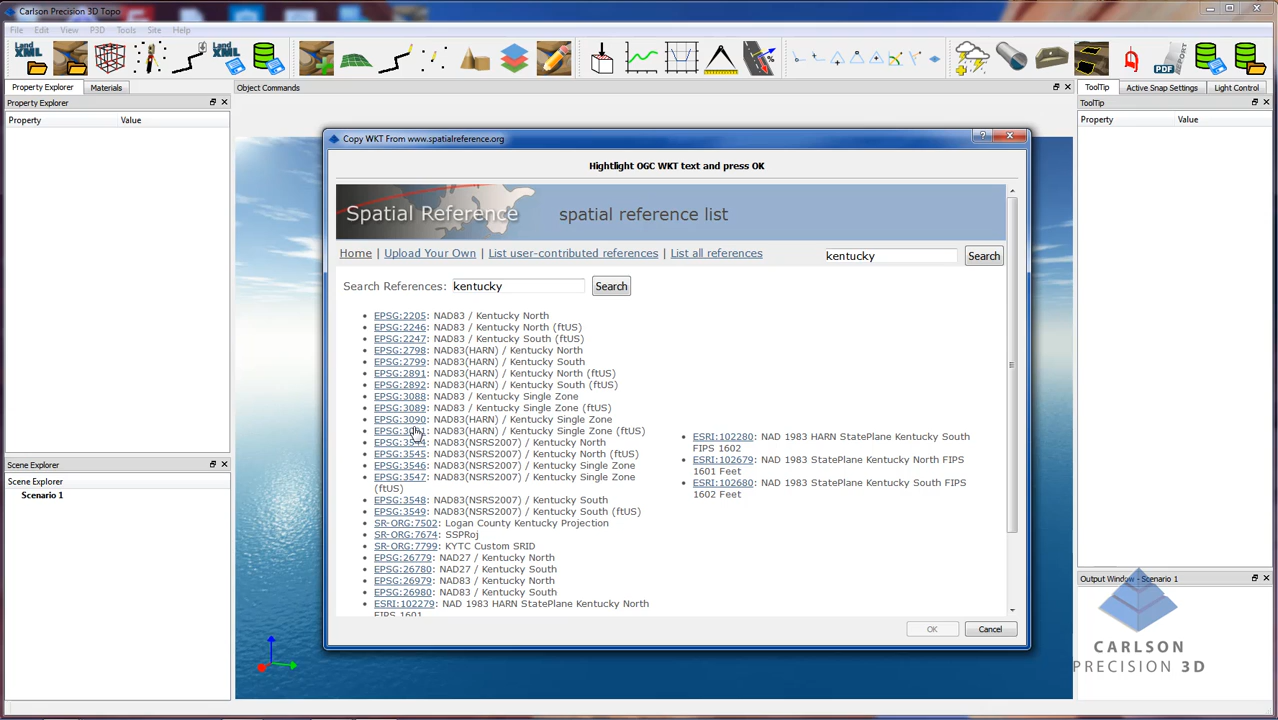 Carlson Precision 3D Topo
File Edit View P3D Tools Site Help
Land
XML
PDF
REPORT
Property Explorer Materials
Object Commands
ToolTip Active Snap Settings Light Control
Property Explorer
ToolTip
Property Value
Property Value
Copy WKT From www.spatialreference.org
Hightlight OGC WKT text and press OK
Spatial Reference spatial reference list
Home | Upload Your Own | List user-contributed references | List all references kentucky Search
Search References: kentucky Search
EPSG:2205: NAD83 / Kentucky North
EPSG:2246: NAD83 / Kentucky North (ftUS)
EPSG:2247: NAD83 / Kentucky South (ftUS)
EPSG:2798: NAD83(HARN) / Kentucky North
EPSG:2799: NAD83(HARN) / Kentucky South
EPSG:2891: NAD83(HARN) / Kentucky North (ftUS)
EPSG:2892: NAD83(HARN) / Kentucky South (ftUS)
EPSG:3088: NAD83 / Kentucky Single Zone
EPSG:3089: NAD83 / Kentucky Single Zone (ftUS)
EPSG:3090: NAD83(HARN) / Kentucky Single Zone
NAD83(HARN) / Kentucky Single Zone (ftUS)
NAD83(NSRS2007) / Kentucky North
EPSG:3545: NAD83(NSRS2007) / Kentucky North (ftUS)
EPSG:3546: NAD83(NSRS2007) / Kentucky Single Zone
EPSG:3547: NAD83(NSRS2007) / Kentucky Single Zone
(ftUS)
EPSG:3548: NAD83(NSRS2007) / Kentucky South
EPSG:3549: NAD83(NSRS2007) / Kentucky South (ftUS)
SR-ORG:7502: Logan County Kentucky Projection
SR-ORG:7674: SSPRoj
SR-ORG:7799: KYTC Custom SRID
EPSG:26779: NAD27 / Kentucky North
EPSG:26780: NAD27 / Kentucky South
EPSG:26979: NAD83 / Kentucky North
EPSG:26980: NAD83 / Kentucky South
ESRI:102279: NAD 1983 HARN StatePlane Kentucky North
FIPS 1601
ESRI:102280: NAD 1983 HARN StatePlane Kentucky South
FIPS 1602
ESRI:102679: NAD 1983 StatePlane Kentucky North FIPS
1601 Feet
ESRI:102680: NAD 1983 StatePlane Kentucky South FIPS
1602 Feet
OK Cancel
Scene Explorer
Scene Explorer
Scenario 1
Output Window - Scenario 1
CARLSON
PRECISION 3D